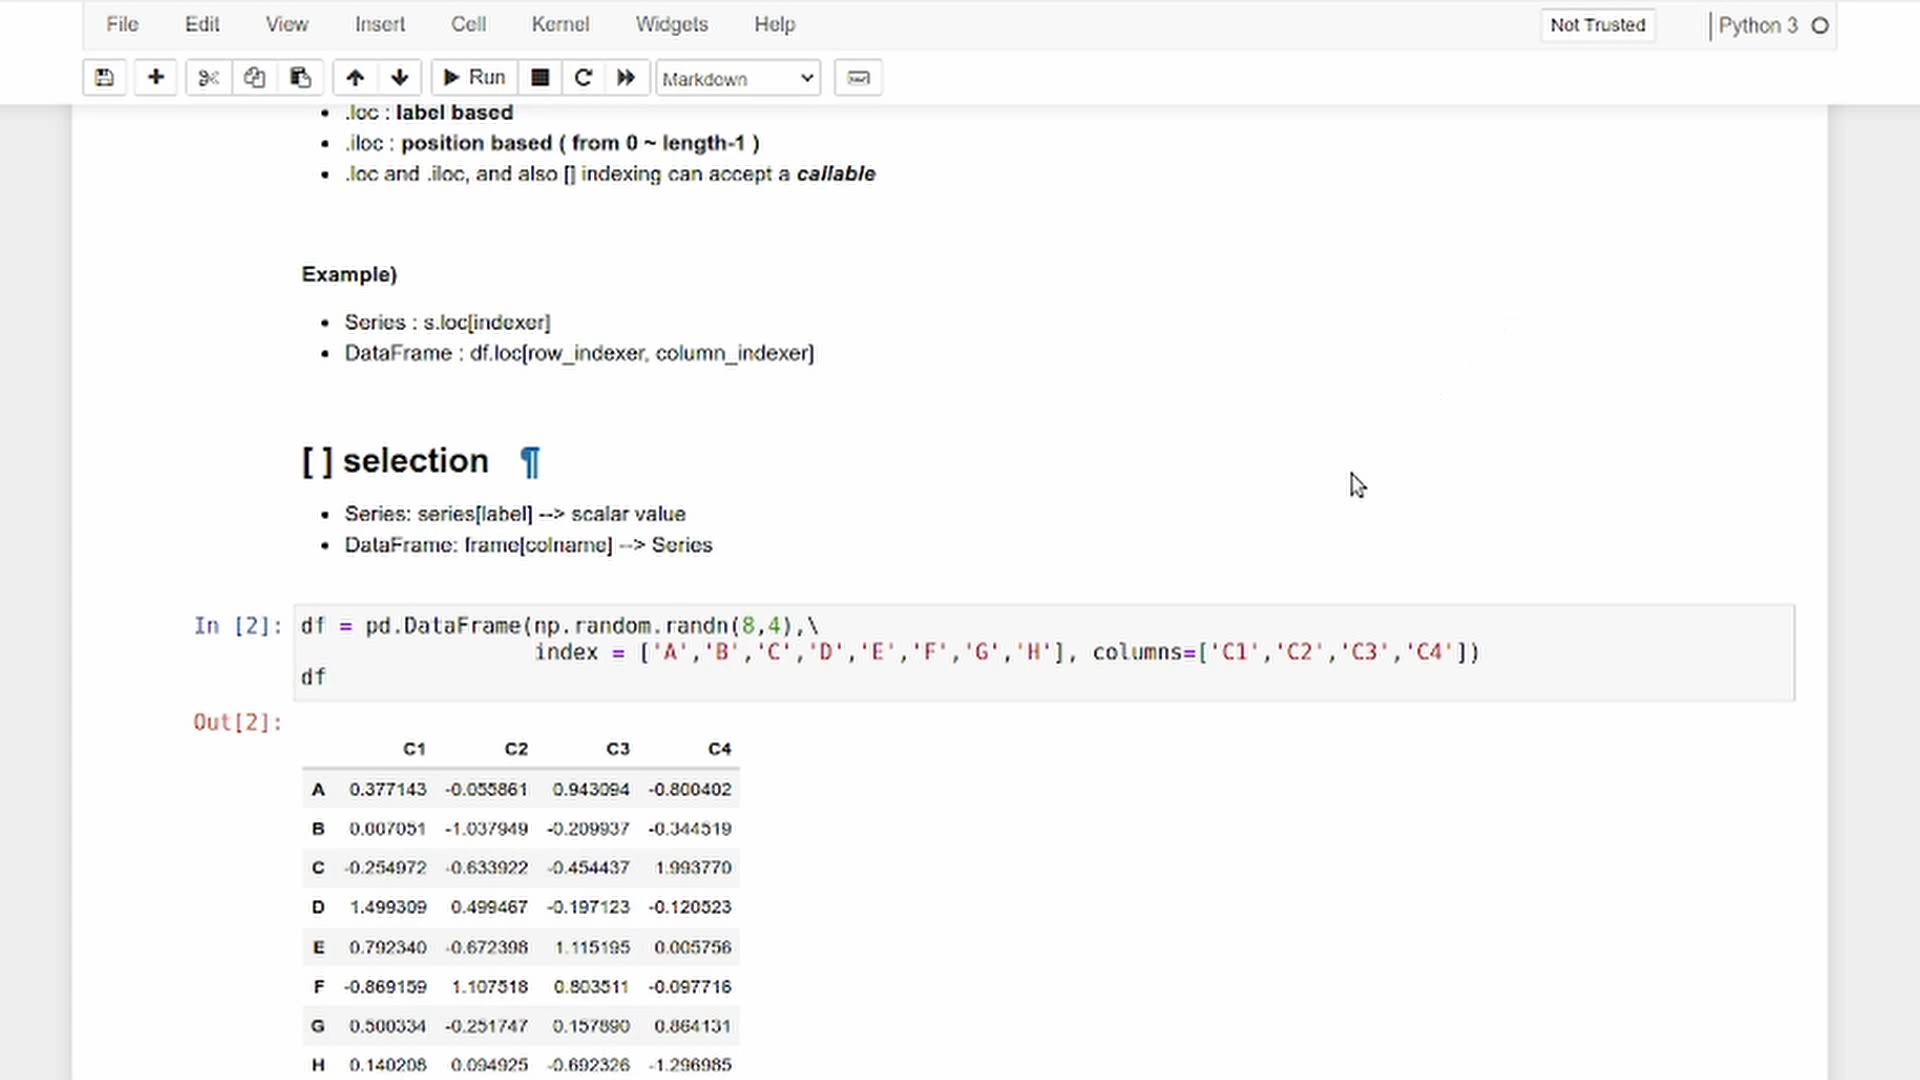 File Edit View Insert Cell Kernel Widgets Help Not Trusted Python 3
Run Markdown
.loc : label based
.iloc : position based ( from 0 ~ length-1 )
.loc and .iloc, and also [] indexing can accept a callable
Example)
Series : s.loc[indexer]
DataFrame : df.loc[row_indexer, column_indexer]
[ ] selection ¶
Series: series[label] --> scalar value
DataFrame: frame[colname] --> Series
In [2]: df = pd.DataFrame(np.random.randn(8,4),\
index = ['A','B','C','D','E','F','G','H'], columns=['C1','C2','C3','C4'])
df
Out[2]:
C1 C2 C3 C4
A 0.377143 -0.055861 0.943094 -0.800402
B 0.007051 -1.037949 -0.209937 -0.344519
C -0.254972 -0.633922 -0.454437 1.993770
D 1.499309 0.499467 -0.197123 -0.120523
E 0.792340 -0.672398 1.115195 0.005756
F -0.869159 1.107518 0.803511 -0.097716
G 0.500334 -0.251747 0.157890 0.864131
H 0.140208 0.094925 -0.692326 -1.296985